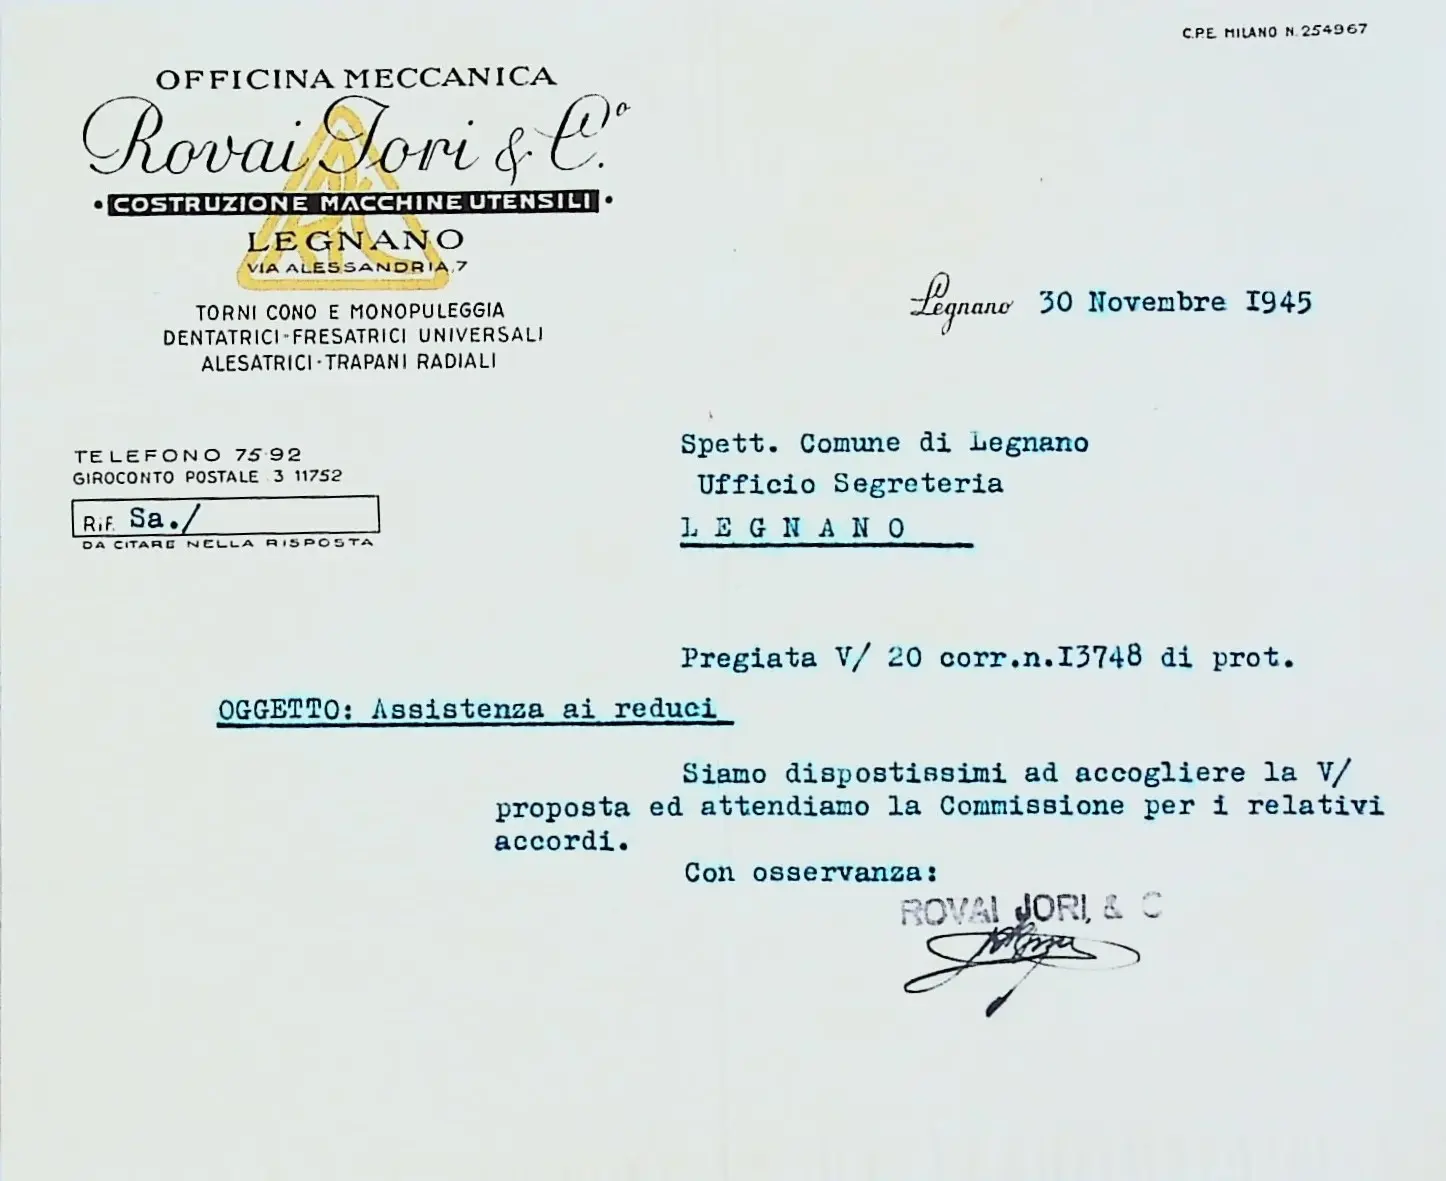 C.P.E. MILANO N. 254967
OFFICINA MECCANICA
Rovai Jori & C.º
• COSTRUZIONE MACCHINE UTENSILI •
LEGNANO
VIA ALESSANDRIA, 7
TORNI CONO E MONOPULEGGIA
DENTATRICI-FRESATRICI UNIVERSALI
ALESATRICI-TRAPANI RADIALI
Legnano 30 Novembre I945
TELEFONO 75-92
GIROCONTO POSTALE 3 11752
RiF. Sa./
DA CITARE NELLA RISPOSTA
Spett. Comune di Legnano
Ufficio Segreteria
L E G N A N O
Pregiata V/ 20 corr.n.I3748 di prot.
OGGETTO: Assistenza ai reduci
Siamo dispostissimi ad accogliere la V/
proposta ed attendiamo la Commissione per i relativi
accordi.
Con osservanza:
ROVAI JORI, & C